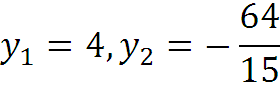 y₁ = 4, y₂ = −64/15